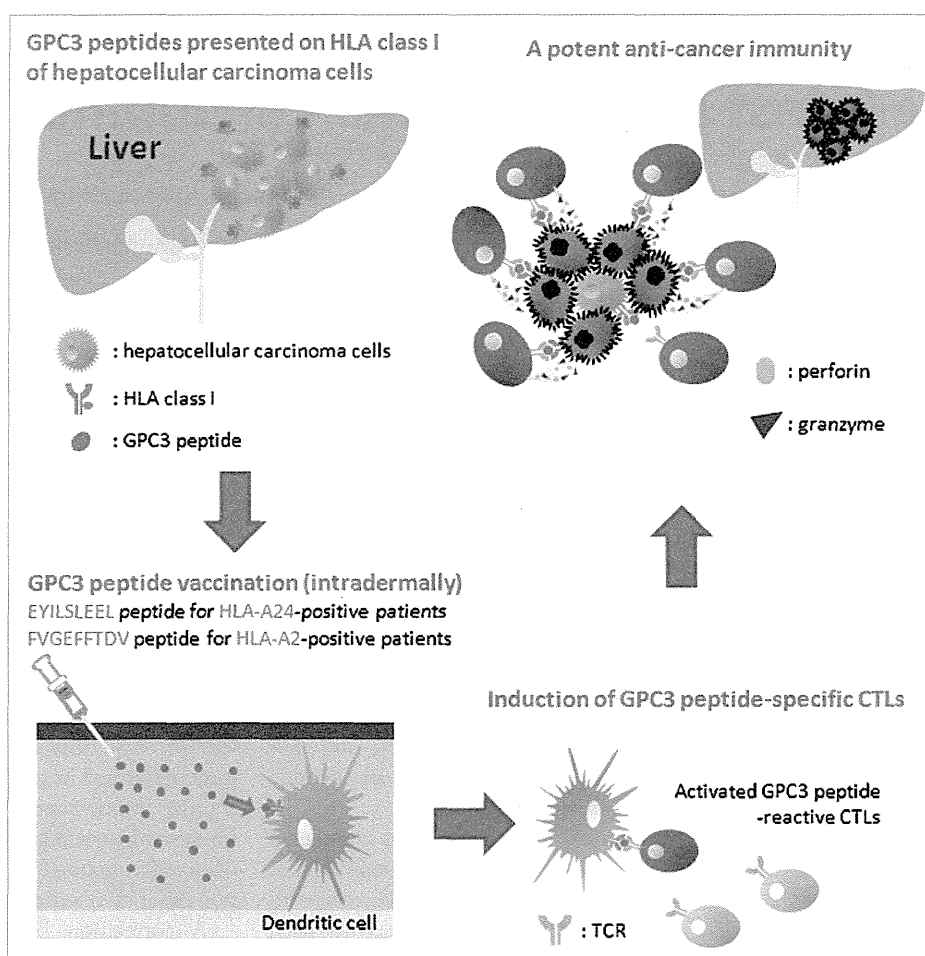 GPC3 peptides presented on HLA class I
of hepatocellular carcinoma cells
Liver
: hepatocellular carcinoma cells
: HLA class I
: GPC3 peptide
GPC3 peptide vaccination (intradermally)
EYILSLEEL peptide for HLA-A24-positive patients
FVGEFFTDV peptide for HLA-A2-positive patients
Dendritic cell
Induction of GPC3 peptide-specific CTLs
Activated GPC3 peptide
-reactive CTLs
: TCR
A potent anti-cancer immunity
: perforin
: granzyme